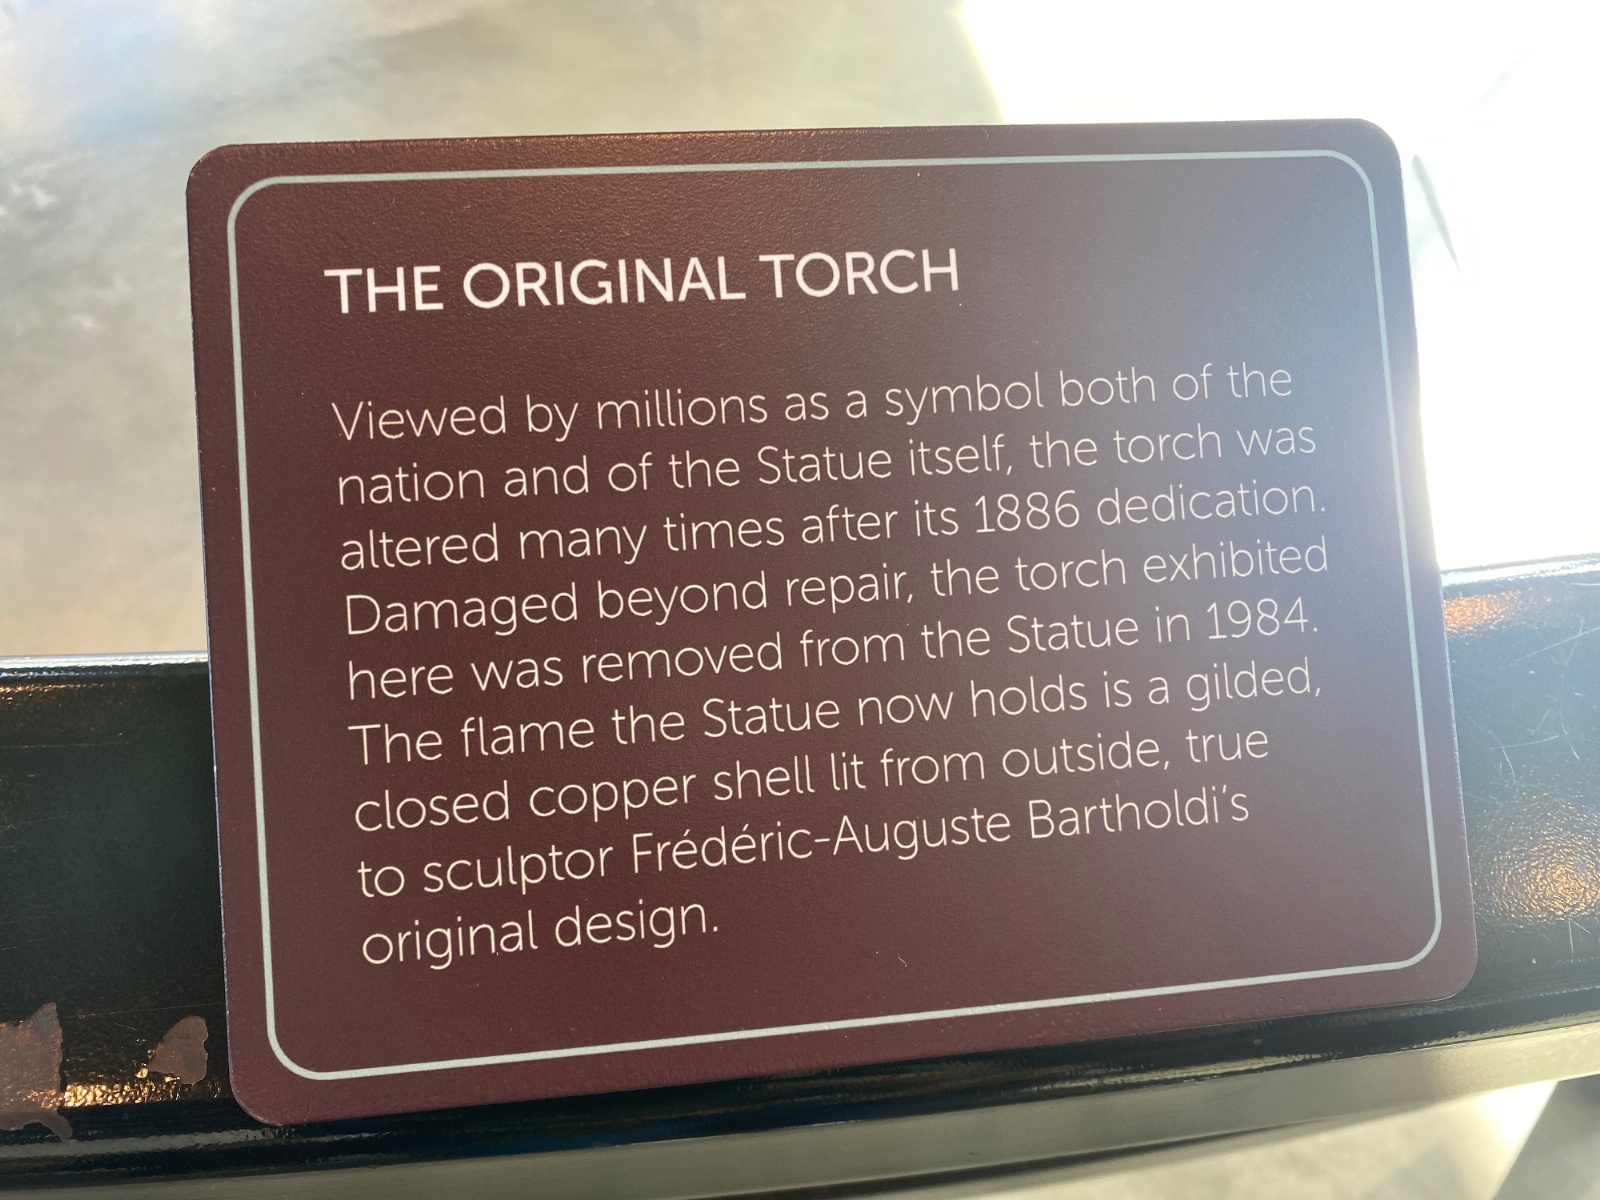 THE ORIGINAL TORCH
Viewed by millions as a symbol both of the
nation and of the Statue itself, the torch was
altered many times after its 1886 dedication.
Damaged beyond repair, the torch exhibited
here was removed from the Statue in 1984.
The flame the Statue now holds is a gilded,
closed copper shell lit from outside, true
to sculptor Frédéric-Auguste Bartholdi's
original design.